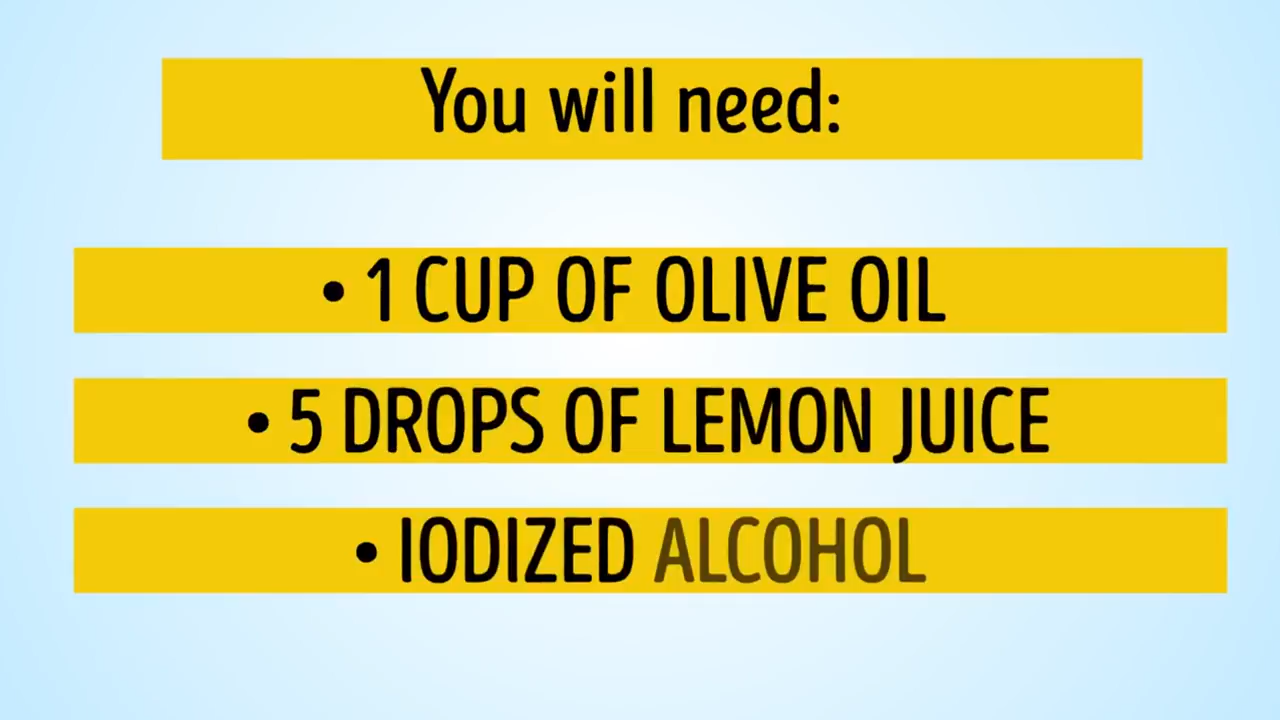 You will need:
• 1 CUP OF OLIVE OIL
• 5 DROPS OF LEMON JUICE
• IODIZED ALCOHOL